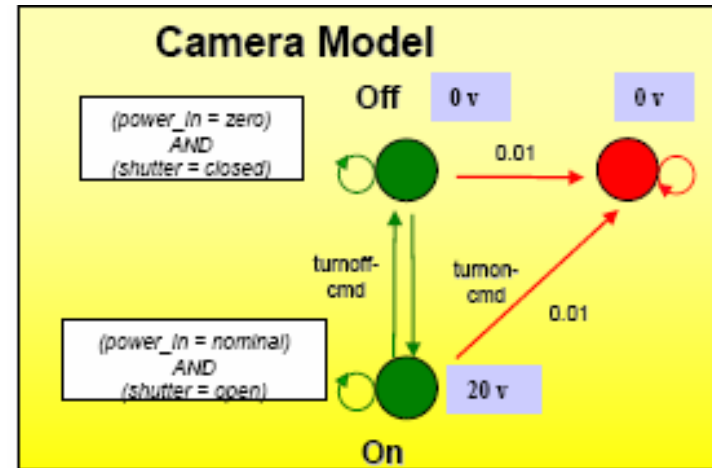 Camera Model
Off
0 v
0 v
(power_in = zero)
AND
(shutter = closed)
0.01
turnoff-
cmd
turnon-
cmd
0.01
(power_in = nominal)
AND
(shutter = open)
20 v
On